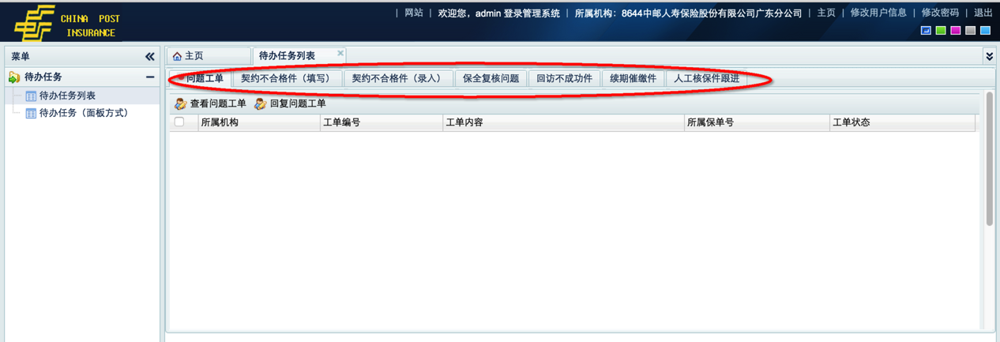 CHINA POST
INSURANCE
| 网站 | 欢迎您，admin 登录管理系统 | 所属机构：8644中邮人寿保险股份有限公司广东分公司 | 主页 | 修改用户信息 | 修改密码 | 退出
菜单
主页
待办任务列表
待办任务
待办任务列表
待办任务（面板方式）
问题工单
契约不合格件（填写）
契约不合格件（录入）
保全复核问题
回访不成功件
续期催缴件
人工核保件跟进
查看问题工单 回复问题工单
所属机构 工单编号 工单内容 所属保单号 工单状态